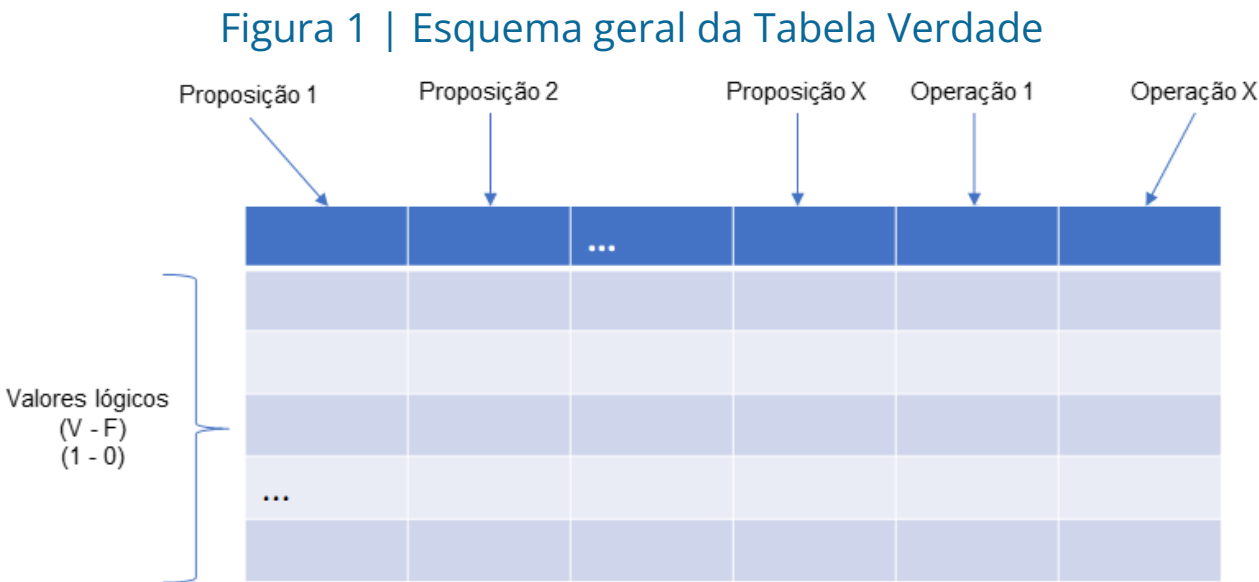 Figura 1 | Esquema geral da Tabela Verdade
Proposição 1
Proposição 2
Proposição X
Operação 1
Operação X
...
Valores lógicos
(V - F)
(1 - 0)
...